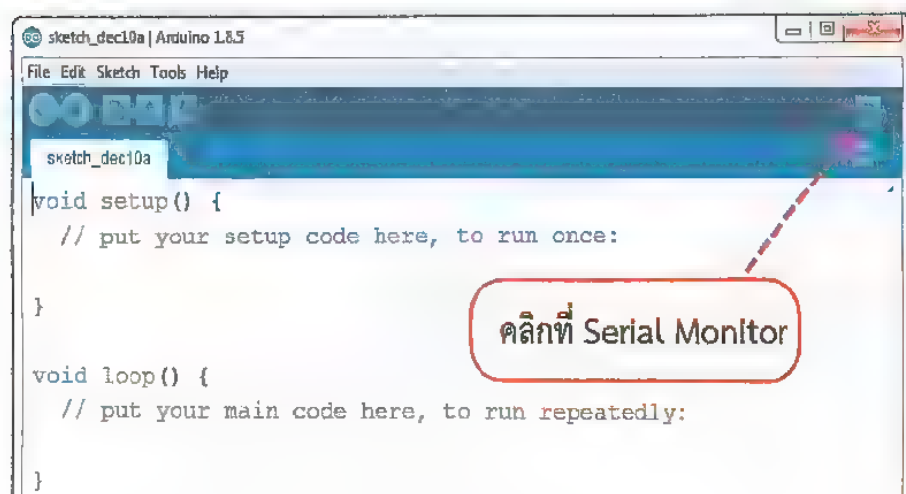 sketch_dec10a | Arduino 1.8.5
File Edit Sketch Tools Help
sketch_dec10a
void setup() {
// put your setup code here, to run once:
}
คลิกที่ Serial Monitor
void loop() {
// put your main code here, to run repeatedly:
}